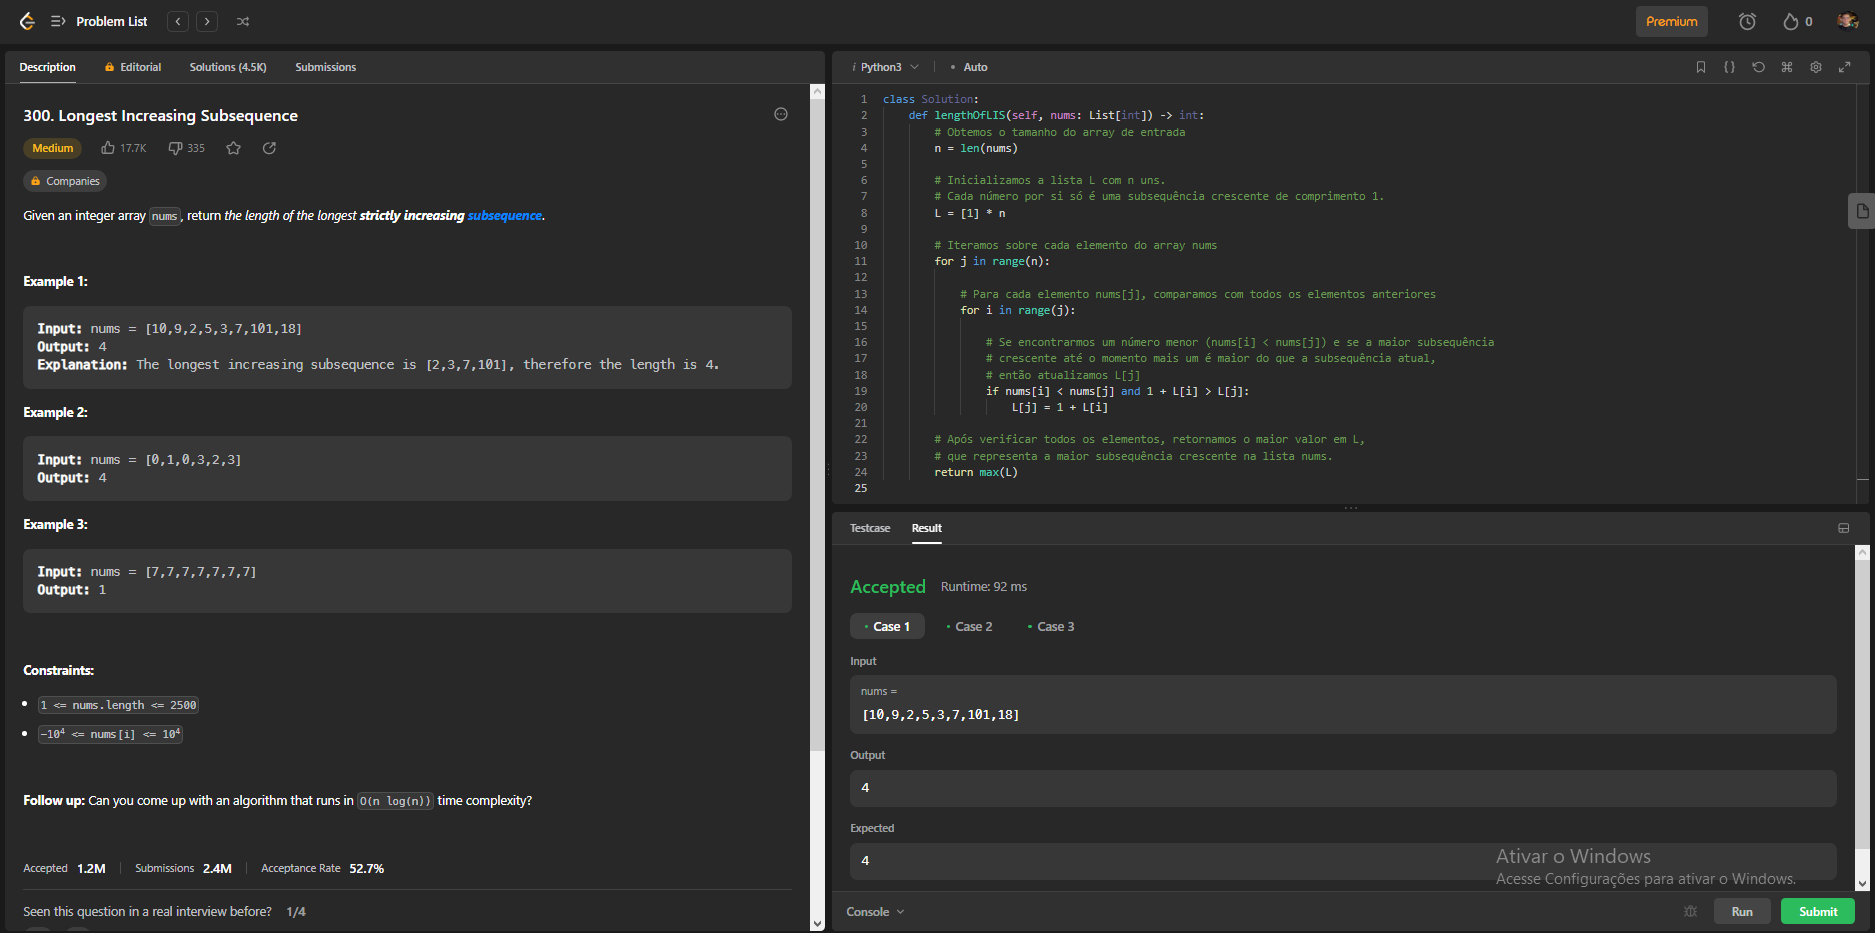 Problem List
Premium
0
Description
Editorial
Solutions (4.5K)
Submissions
300. Longest Increasing Subsequence
Medium
17.7K
335
Companies
Given an integer array nums, return the length of the longest strictly increasing subsequence.
Example 1:
Input: nums = [10,9,2,5,3,7,101,18]
Output: 4
Explanation: The longest increasing subsequence is [2,3,7,101], therefore the length is 4.
Example 2:
Input: nums = [0,1,0,3,2,3]
Output: 4
Example 3:
Input: nums = [7,7,7,7,7,7,7]
Output: 1
Constraints:
• 1 <= nums.length <= 2500
• -10⁴ <= nums[i] <= 10⁴
Follow up: Can you come up with an algorithm that runs in O(n log(n)) time complexity?
Accepted 1.2M
Submissions 2.4M
Acceptance Rate 52.7%
Seen this question in a real interview before? 1/4
i Python3
• Auto
1 class Solution:
2 def lengthOfLIS(self, nums: List[int]) -> int:
3 # Obtemos o tamanho do array de entrada
4 n = len(nums)
5
6 # Inicializamos a lista L com n uns.
7 # Cada número por si só é uma subsequência crescente de comprimento 1.
8 L = [1] * n
9
10 # Iteramos sobre cada elemento do array nums
11 for j in range(n):
12
13 # Para cada elemento nums[j], comparamos com todos os elementos anteriores
14 for i in range(j):
15
16 # Se encontrarmos um número menor (nums[i] < nums[j]) e se a maior subsequência
17 # crescente até o momento mais um é maior do que a subsequência atual,
18 # então atualizamos L[j]
19 if nums[i] < nums[j] and 1 + L[i] > L[j]:
20 L[j] = 1 + L[i]
21
22 # Após verificar todos os elementos, retornamos o maior valor em L,
23 # que representa a maior subsequência crescente na lista nums.
24 return max(L)
25
Testcase
Result
Accepted Runtime: 92 ms
• Case 1
• Case 2
• Case 3
Input
nums =
[10,9,2,5,3,7,101,18]
Output
4
Expected
4
Ativar o Windows
Acesse Configurações para ativar o Windows.
Console
Run
Submit